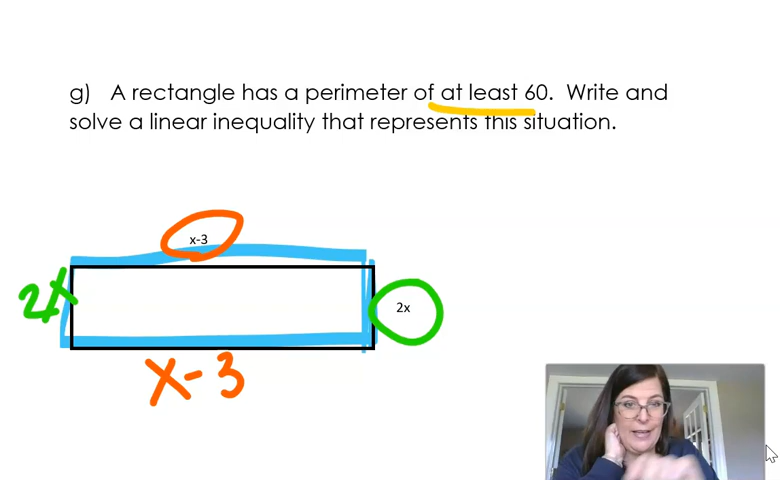 g) A rectangle has a perimeter of at least 60. Write and
solve a linear inequality that represents this situation.
x-3
2x
2x
x-3